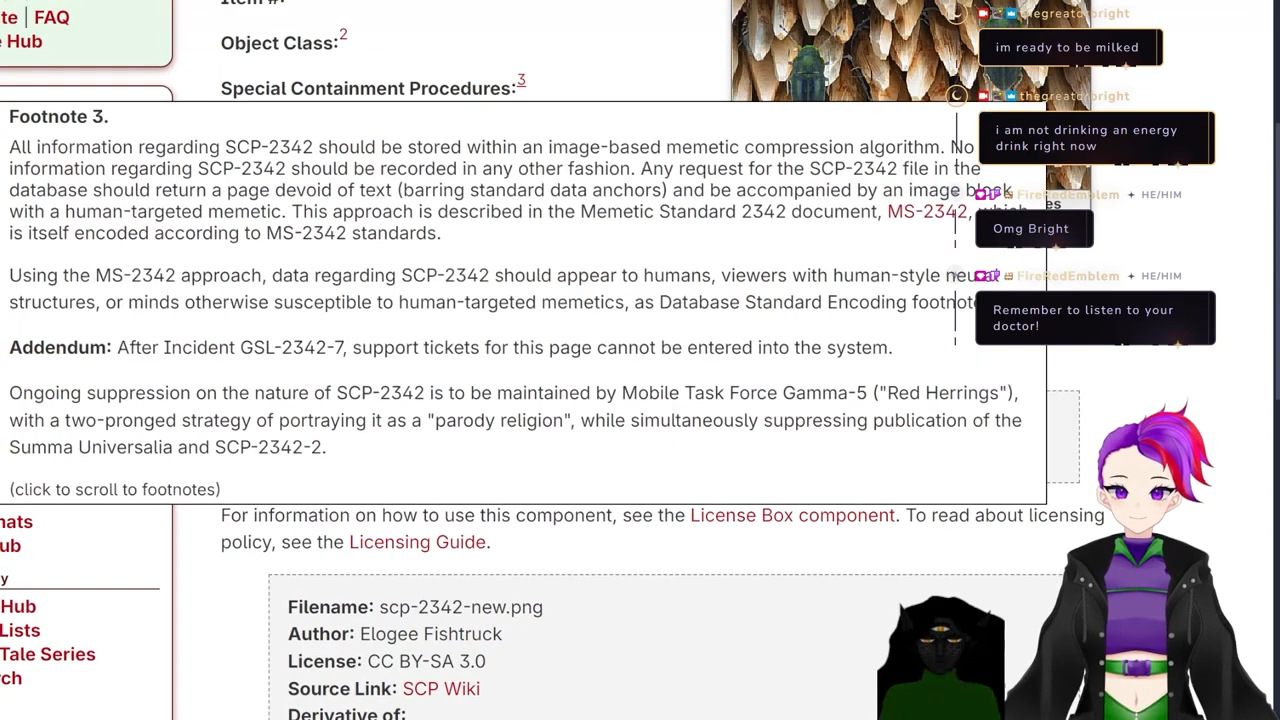 te | FAQ
e Hub
Object Class:2
Special Containment Procedures:3
Footnote 3.
All information regarding SCP-2342 should be stored within an image-based memetic compression algorithm. No
information regarding SCP-2342 should be recorded in any other fashion. Any request for the SCP-2342 file in the
database should return a page devoid of text (barring standard data anchors) and be accompanied by an image block
with a human-targeted memetic. This approach is described in the Memetic Standard 2342 document, MS-2342, which
is itself encoded according to MS-2342 standards.
Using the MS-2342 approach, data regarding SCP-2342 should appear to humans, viewers with human-style neural
structures, or minds otherwise susceptible to human-targeted memetics, as Database Standard Encoding footnote
Addendum: After Incident GSL-2342-7, support tickets for this page cannot be entered into the system.
Ongoing suppression on the nature of SCP-2342 is to be maintained by Mobile Task Force Gamma-5 ("Red Herrings"),
with a two-pronged strategy of portraying it as a "parody religion", while simultaneously suppressing publication of the
Summa Universalia and SCP-2342-2.
(click to scroll to footnotes)
es
nats
ub
y
Hub
Lists
Tale Series
rch
For information on how to use this component, see the License Box component. To read about licensing
policy, see the Licensing Guide.
Filename: scp-2342-new.png
Author: Elogee Fishtruck
License: CC BY-SA 3.0
Source Link: SCP Wiki
Derivative of:
thegreatdrbright
im ready to be milked
thegreatdrbright
i am not drinking an energy
drink right now
FireRedEmblem HE/HIM
Omg Bright
FireRedEmblem HE/HIM
Remember to listen to your
doctor!